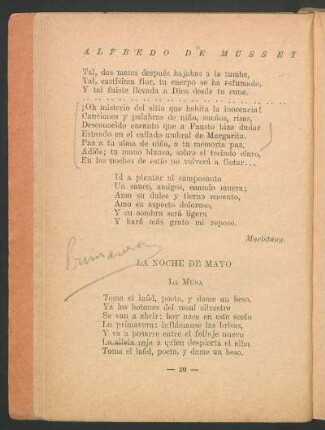 ALFREDO DE MUSSET
Tal, dos meses después bajabas a la tumba,
Tal, castísima flor, tu cuerpo se ha esfumado,
Y tal fuiste llevada a Dios desde tu cuna.
¡Oh misterio del sitio que habita la inocencia!
Canciones y palabras de niño, sueños, risas,
Desconocido encanto que a Fausto hizo dudar
Estando en el callado umbral de Margarita.
Paz a tu alma de niño, a tu memoria paz,
Adiós; tu mano blanca, sobre el teclado claro,
En las noches de estío no volverá a flotar...
Id a plantar mi camposanto
Un sauce, amigos, cuando muera;
Amo su dulce y tierno encanto,
Amo su aspecto doloroso,
Y su sombra será ligera
Y hará más grato mi reposo.
Primavera
LA NOCHE DE MAYO
LA MUSA
Toma el laúd, poeta, y dame un beso,
Ya los botones del rosal silvestre
Se van a abrir; hoy nace en este suelo
La primavera; inflámanse las brisas,
Y va a posarse entre el follaje nuevo
La silvia roja a quien despierta el alba.
Toma el laúd, poeta, y dame un beso.
— 20 —